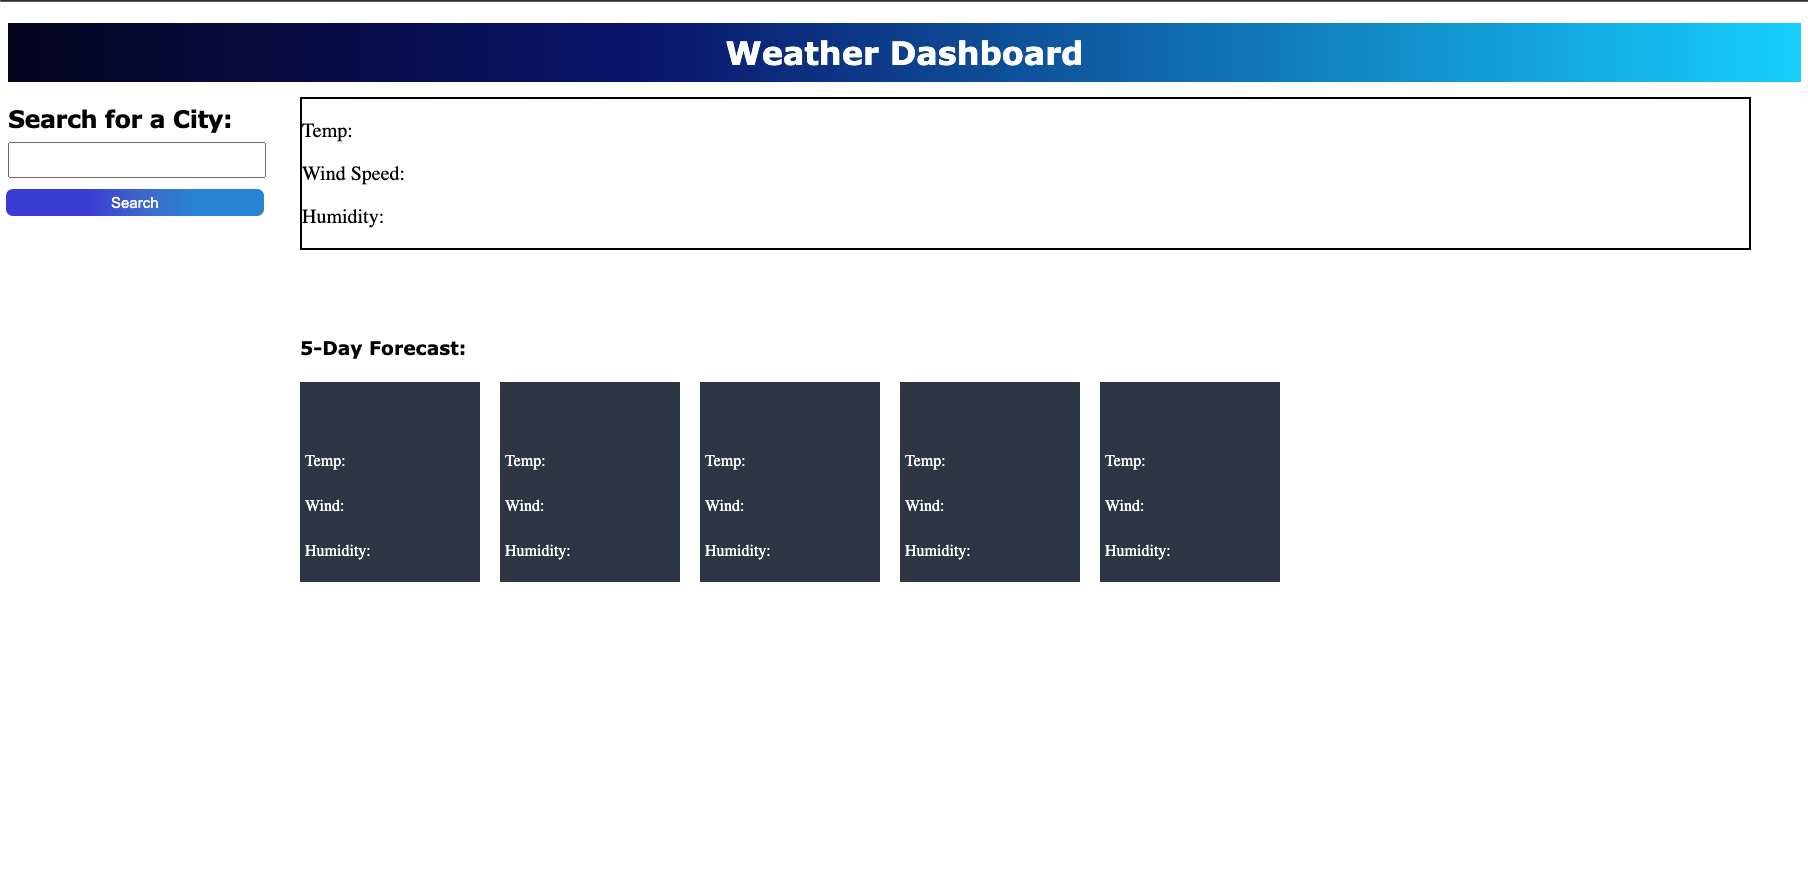 Weather Dashboard
Search for a City:
Search
Temp:
Wind Speed:
Humidity:
5-Day Forecast:
Temp:
Wind:
Humidity:
Temp:
Wind:
Humidity:
Temp:
Wind:
Humidity:
Temp:
Wind:
Humidity:
Temp:
Wind:
Humidity: